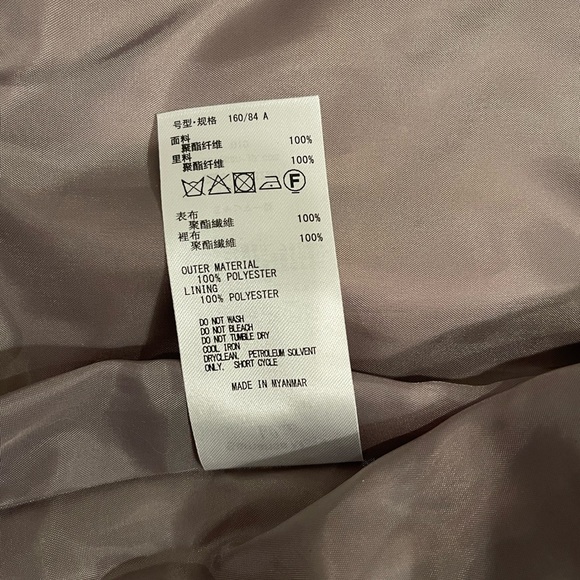 号型·规格 160/84 A
面料
聚酯纤维 100%
里料
聚酯纤维 100%
F
表布
聚酯纖維 100%
裡布
聚酯纖維 100%
OUTER MATERIAL
100% POLYESTER
LINING
100% POLYESTER
DO NOT WASH
DO NOT BLEACH
DO NOT TUMBLE DRY
COOL IRON
DRYCLEAN. PETROLEUM SOLVENT
ONLY. SHORT CYCLE
MADE IN MYANMAR